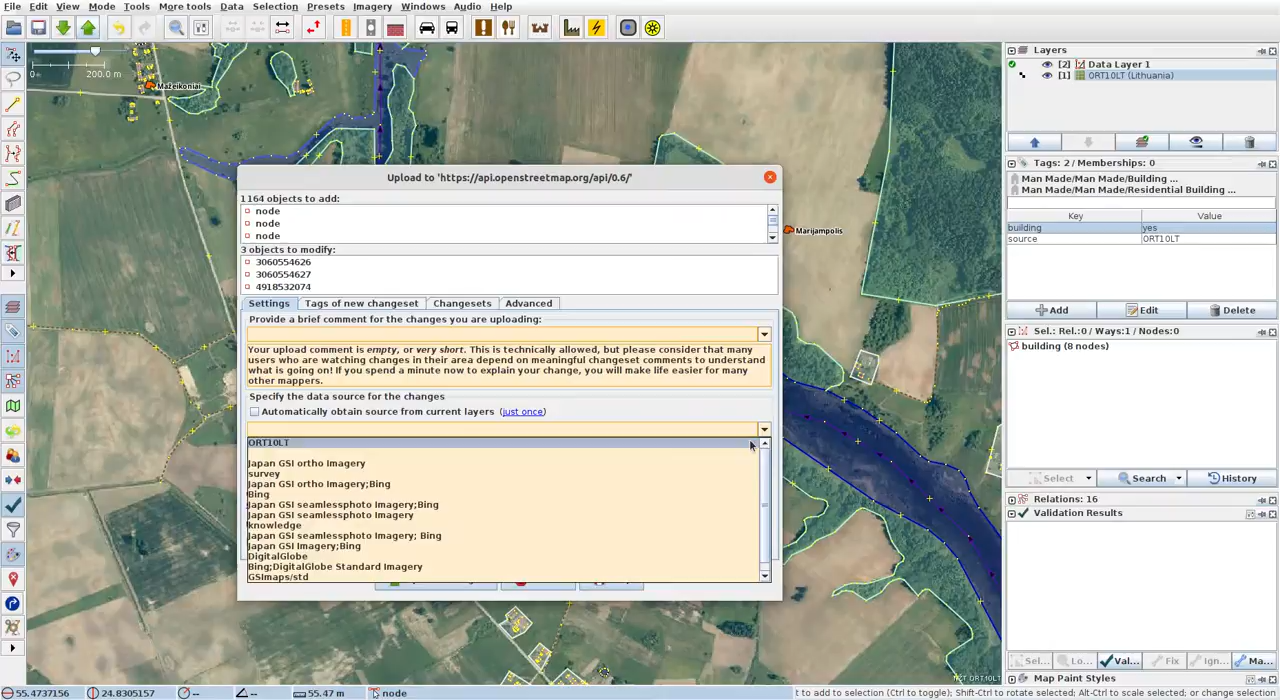 File Edit View Mode Tools More tools Data Selection Presets Imagery Windows Audio Help
0 200.0 m
Mažeikoniai
Marijampolis
Upload to 'https://api.openstreetmap.org/api/0.6/'
1164 objects to add:
node
node
node
3 objects to modify:
3060554626
3060554627
4918532074
Settings Tags of new changeset Changesets Advanced
Provide a brief comment for the changes you are uploading:
Your upload comment is empty, or very short. This is technically allowed, but please consider that many
users who are watching changes in their area depend on meaningful changeset comments to understand
what is going on! If you spend a minute now to explain your change, you will make life easier for many
other mappers.
Specify the data source for the changes
Automatically obtain source from current layers (just once)
ORT10LT
Japan GSI ortho Imagery
survey
Japan GSI ortho Imagery;Bing
Bing
Japan GSI seamlessphoto Imagery;Bing
Japan GSI seamlessphoto Imagery
knowledge
Japan GSI seamlessphoto Imagery; Bing
Japan GSI Imagery;Bing
DigitalGlobe
Bing;DigitalGlobe Standard Imagery
GSImaps/std
Layers
[2] Data Layer 1
[1] ORT10LT (Lithuania)
Tags: 2 / Memberships: 0
Man Made/Man Made/Building ...
Man Made/Man Made/Residential Building ...
Key Value
building yes
source ORT10LT
Add Edit Delete
Sel.: Rel.:0 / Ways:1 / Nodes:0
building (8 nodes)
Select Search History
Relations: 16
Validation Results
Sel... Lo... Val... Fix Ign... Ma...
Map Paint Styles
55.4737156 24.8305157 -- -- 55.47 m node
t to add to selection (Ctrl to toggle); Shift-Ctrl to rotate selected; Alt-Ctrl to scale selected; or change selection